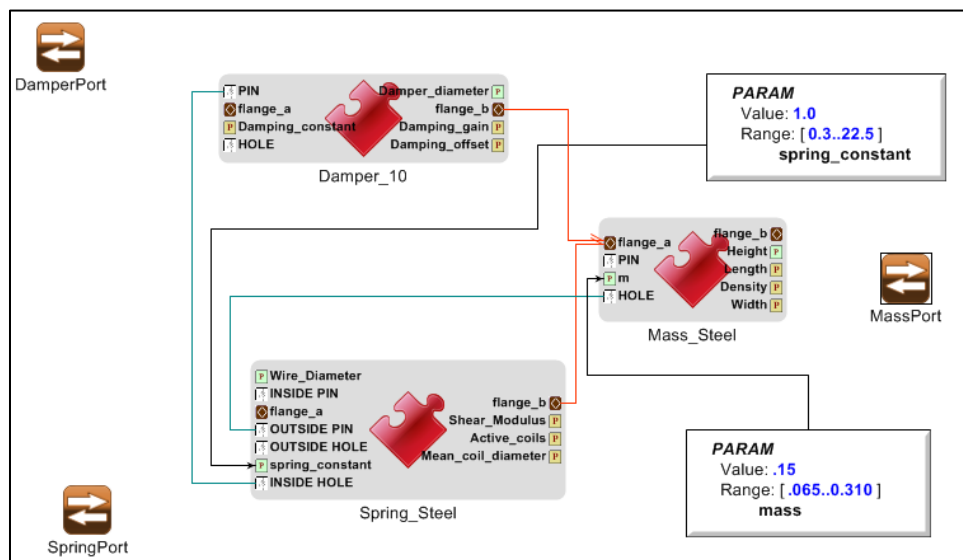 DamperPort
PIN
flange_a
Damping_constant
HOLE
Damper_diameter
flange_b
Damping_gain
Damping_offset
Damper_10
PARAM
Value: 1.0
Range: [ 0.3..22.5 ]
spring_constant
flange_a
PIN
m
HOLE
flange_b
Height
Length
Density
Width
Mass_Steel
MassPort
Wire_Diameter
INSIDE PIN
flange_a
OUTSIDE PIN
OUTSIDE HOLE
spring_constant
INSIDE HOLE
flange_b
Shear_Modulus
Active_coils
Mean_coil_diameter
Spring_Steel
PARAM
Value: .15
Range: [ .065..0.310 ]
mass
SpringPort